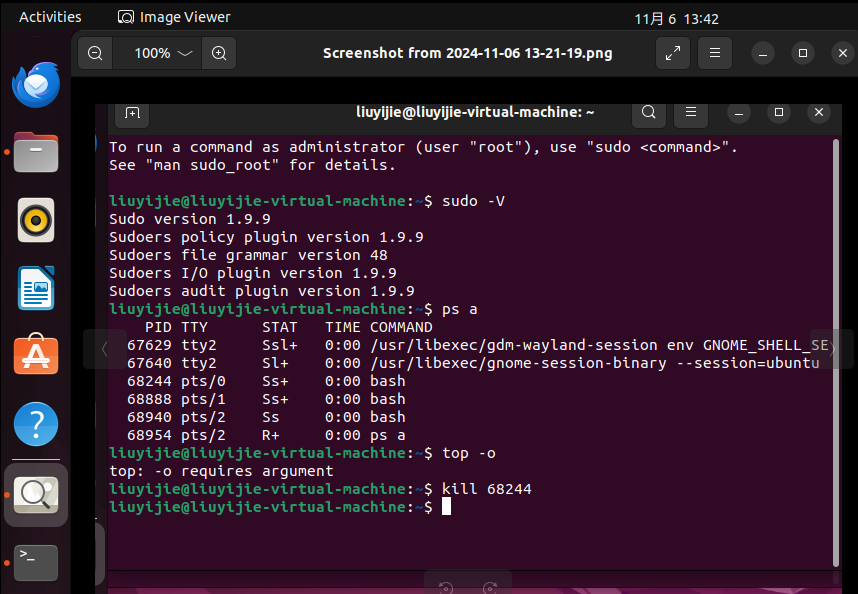 Activities
Image Viewer
11月 6 13:42
100%
Screenshot from 2024-11-06 13-21-19.png
liuyijie@liuyijie-virtual-machine: ~
To run a command as administrator (user "root"), use "sudo <command>".
See "man sudo_root" for details.
liuyijie@liuyijie-virtual-machine:~$ sudo -V
Sudo version 1.9.9
Sudoers policy plugin version 1.9.9
Sudoers file grammar version 48
Sudoers I/O plugin version 1.9.9
Sudoers audit plugin version 1.9.9
liuyijie@liuyijie-virtual-machine:~$ ps a
PID TTY STAT TIME COMMAND
67629 tty2 Ssl+ 0:00 /usr/libexec/gdm-wayland-session env GNOME_SHELL_SE
67640 tty2 Sl+ 0:00 /usr/libexec/gnome-session-binary --session=ubuntu
68244 pts/0 Ss+ 0:00 bash
68888 pts/1 Ss+ 0:00 bash
68940 pts/2 Ss 0:00 bash
68954 pts/2 R+ 0:00 ps a
liuyijie@liuyijie-virtual-machine:~$ top -o
top: -o requires argument
liuyijie@liuyijie-virtual-machine:~$ kill 68244
liuyijie@liuyijie-virtual-machine:~$